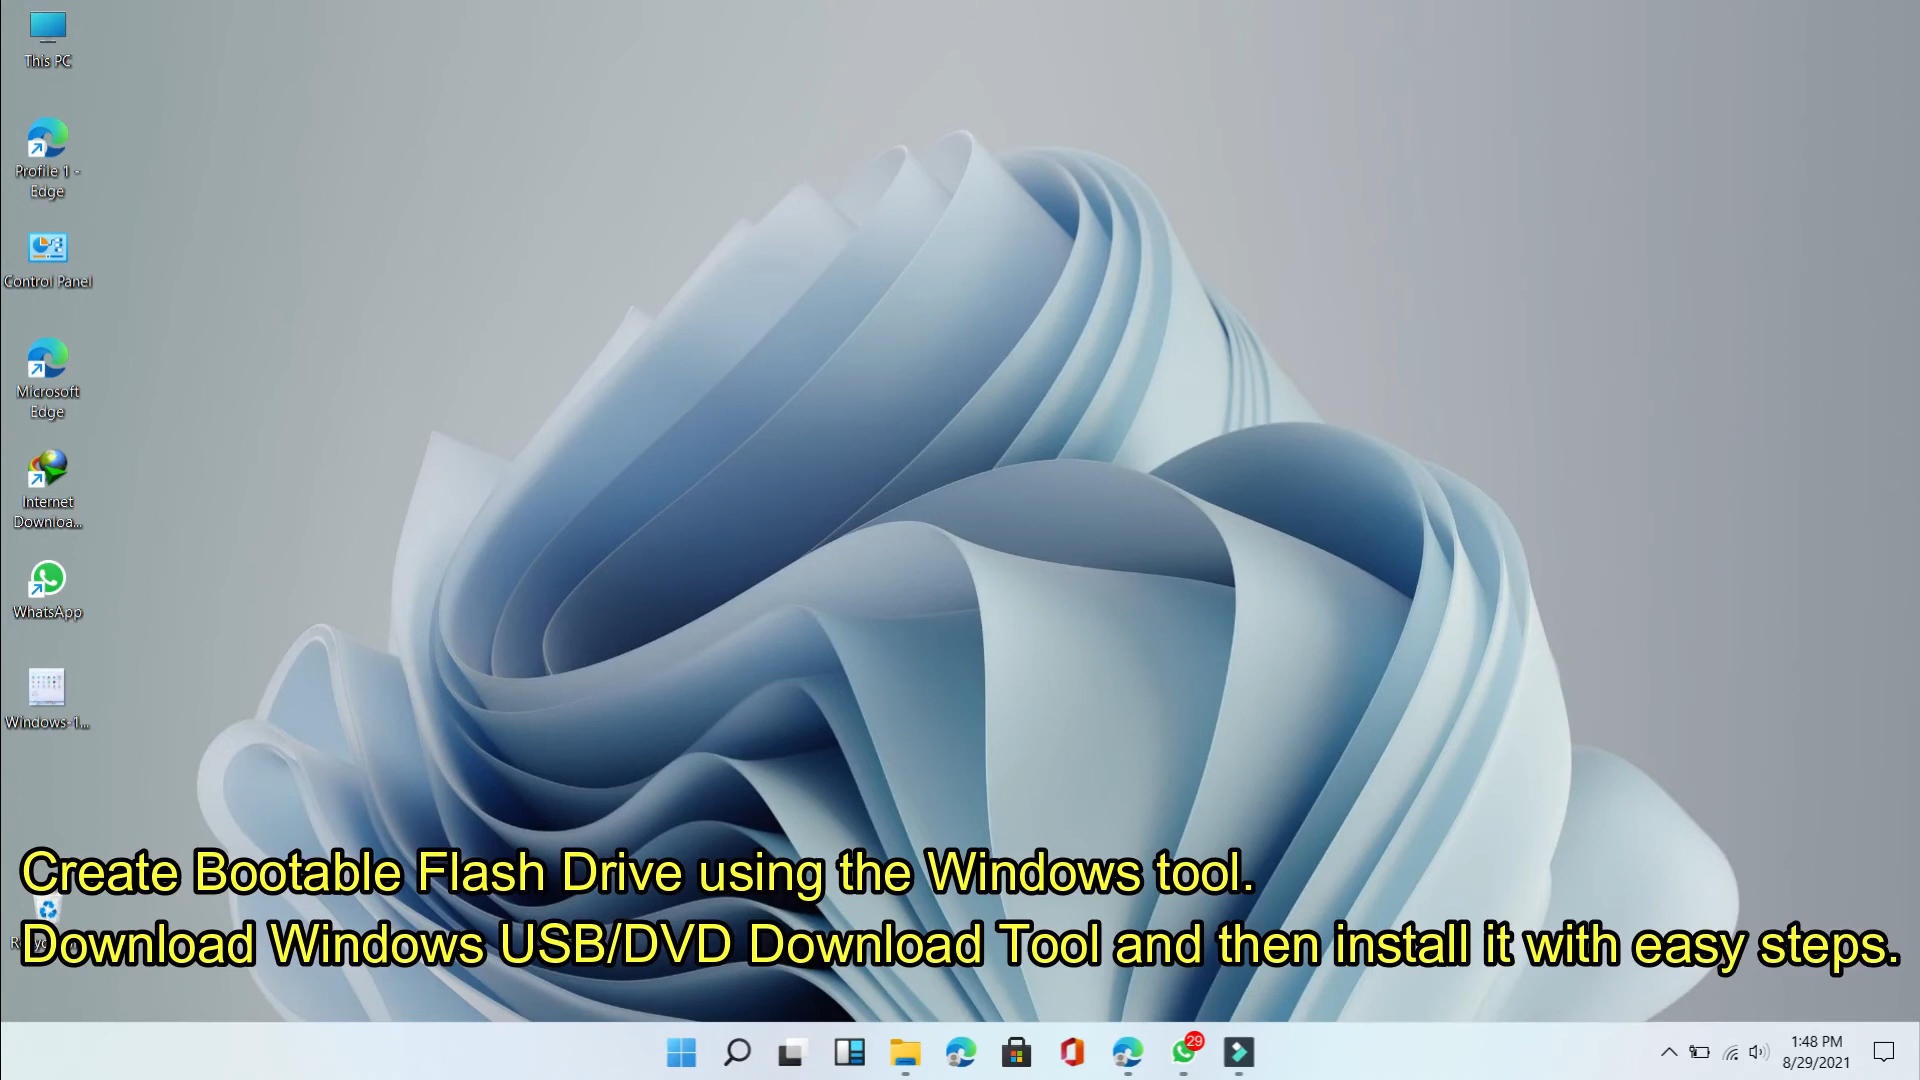 This PC
Profile 1 -
Edge
Control Panel
Microsoft
Edge
Internet
Downloa...
WhatsApp
Windows-1...
Create Bootable Flash Drive using the Windows tool.
Download Windows USB/DVD Download Tool and then install it with easy steps.
29
1:48 PM
8/29/2021